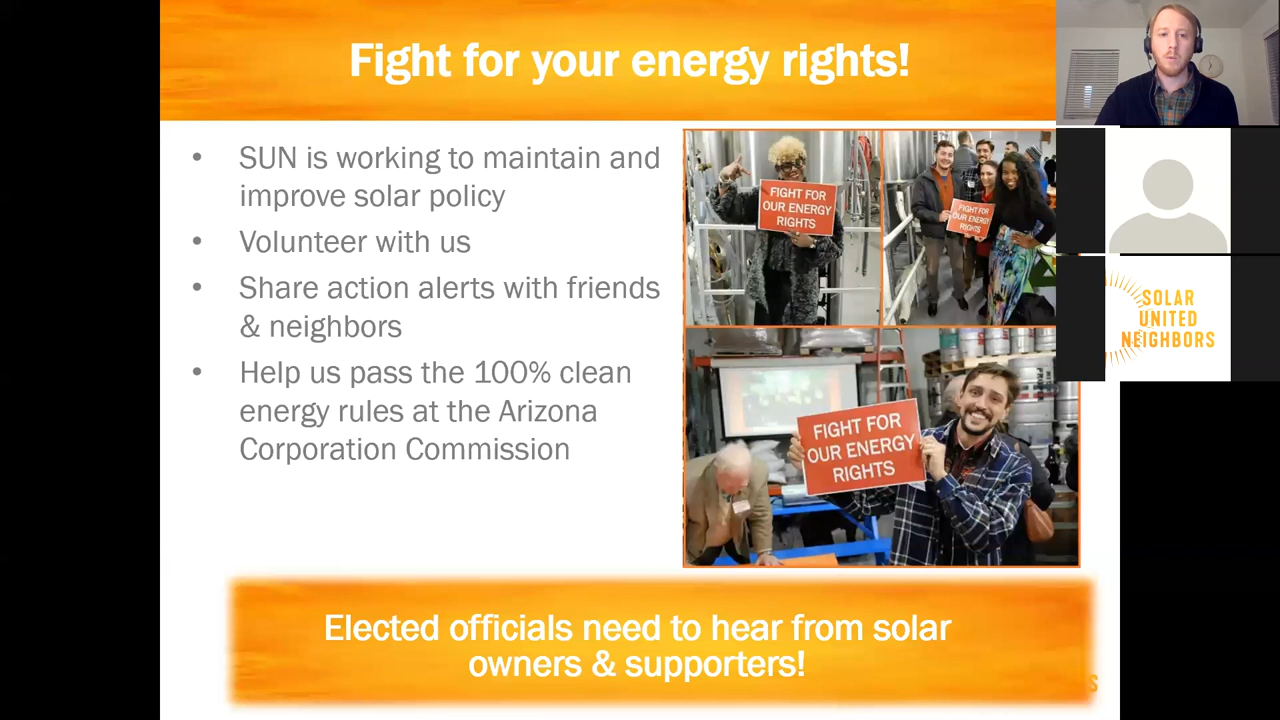 Fight for your energy rights!
• SUN is working to maintain and
improve solar policy
• Volunteer with us
• Share action alerts with friends
& neighbors
• Help us pass the 100% clean
energy rules at the Arizona
Corporation Commission
FIGHT FOR
OUR ENERGY
RIGHTS
FIGHT FOR
OUR ENERGY
RIGHTS
FIGHT FOR
OUR ENERGY
RIGHTS
SOLAR
UNITED
NEIGHBORS
Elected officials need to hear from solar
owners & supporters!
S